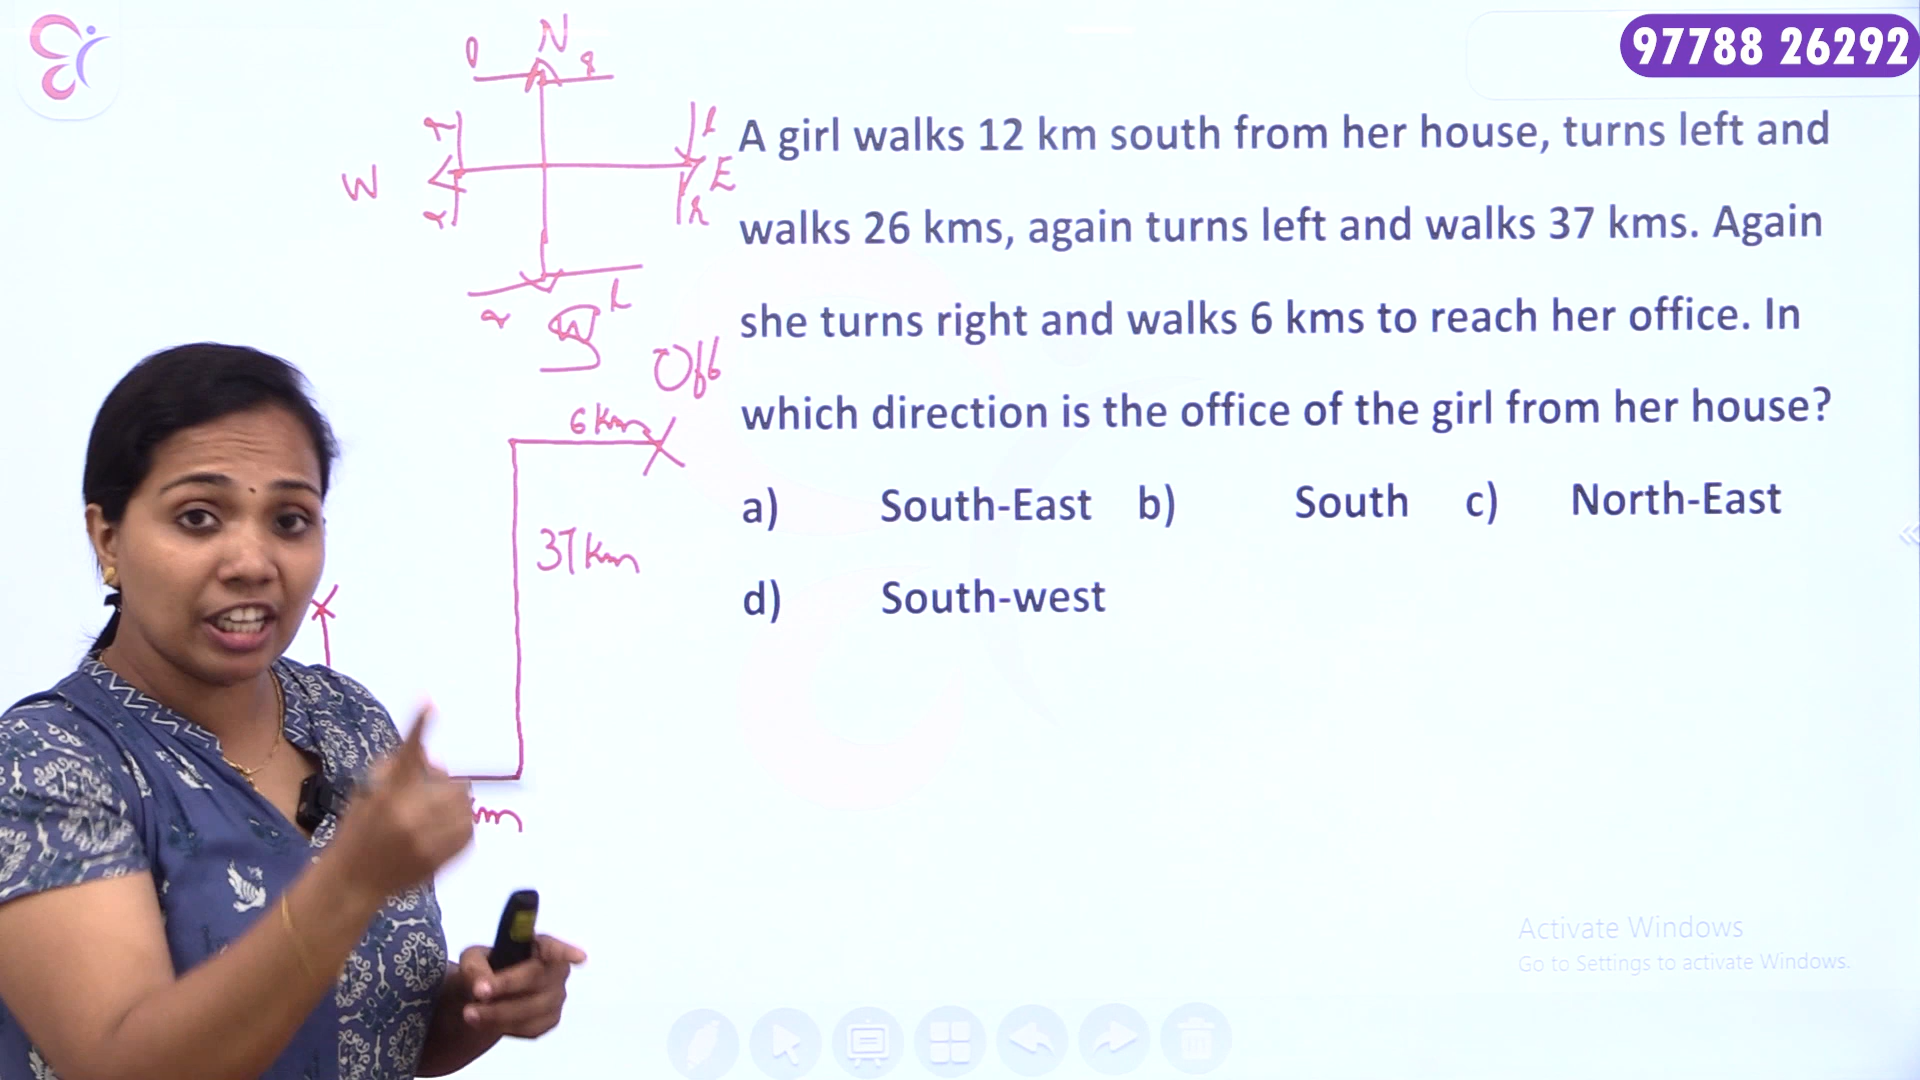 97788 26292
N
W
E
L
Off
6 Km
37 Km
km
A girl walks 12 km south from her house, turns left and
walks 26 kms, again turns left and walks 37 kms. Again
she turns right and walks 6 kms to reach her office. In
which direction is the office of the girl from her house?
a) South-East b) South c) North-East
d) South-west
Activate Windows
Go to Settings to activate Windows.